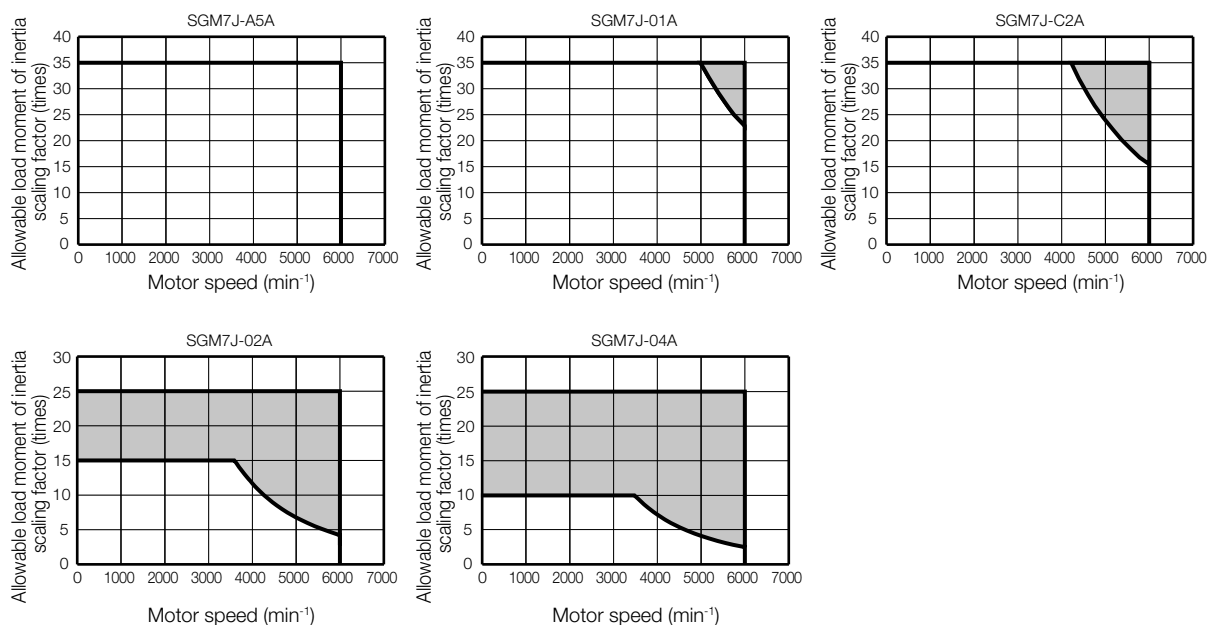 SGM7J-A5A
Allowable load moment of inertia
scaling factor (times)
40
35
30
25
20
15
10
5
0
0 1000 2000 3000 4000 5000 6000 7000
Motor speed (min⁻¹)
SGM7J-01A
Allowable load moment of inertia
scaling factor (times)
40
35
30
25
20
15
10
5
0
0 1000 2000 3000 4000 5000 6000 7000
Motor speed (min⁻¹)
SGM7J-C2A
Allowable load moment of inertia
scaling factor (times)
40
35
30
25
20
15
10
5
0
0 1000 2000 3000 4000 5000 6000 7000
Motor speed (min⁻¹)
SGM7J-02A
Allowable load moment of inertia
scaling factor (times)
30
25
20
15
10
5
0
0 1000 2000 3000 4000 5000 6000 7000
Motor speed (min⁻¹)
SGM7J-04A
Allowable load moment of inertia
scaling factor (times)
30
25
20
15
10
5
0
0 1000 2000 3000 4000 5000 6000 7000
Motor speed (min⁻¹)